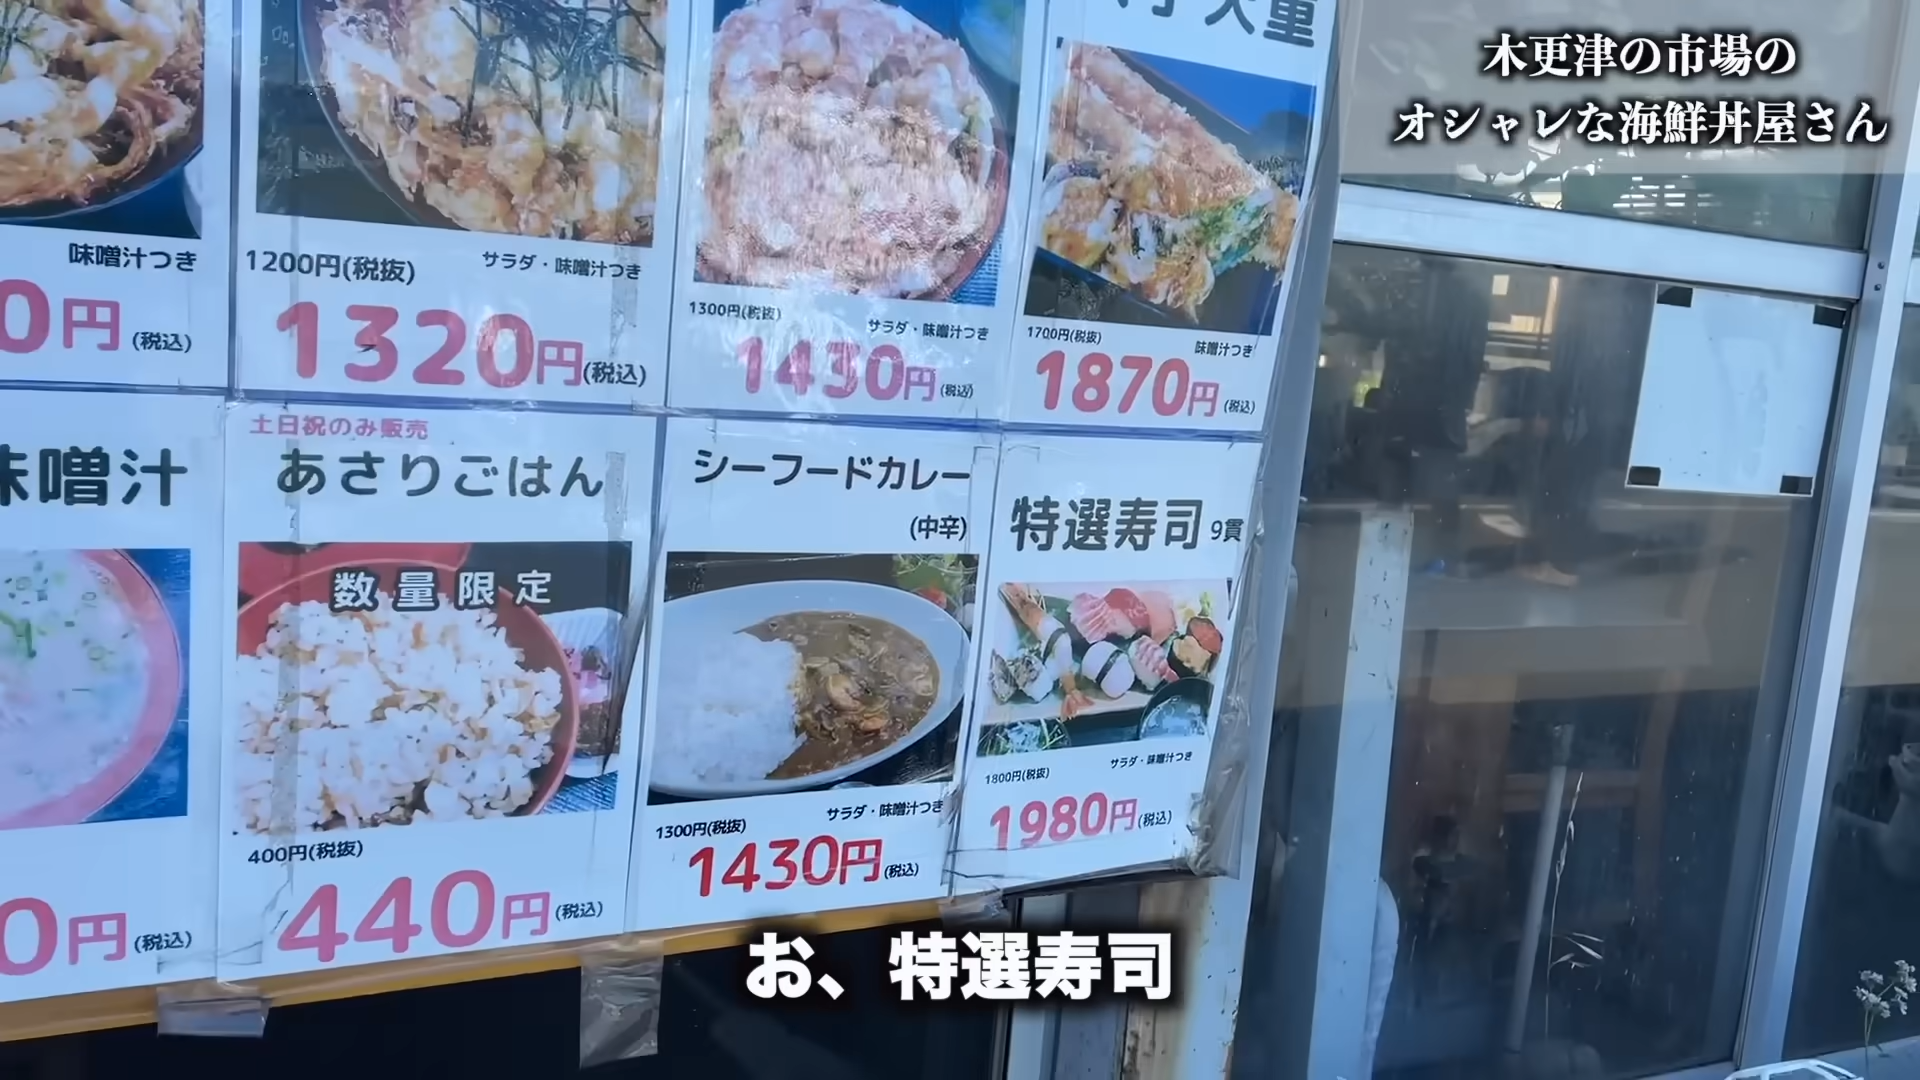 木更津の市場の
オシャレな海鮮丼屋さん
天重
味噌汁つき
0円(税込)
1200円(税抜)
サラダ・味噌汁つき
1320円(税込)
1300円(税抜)
サラダ・味噌汁つき
1430円(税込)
1700円(税抜)
味噌汁つき
1870円(税込)
味噌汁
0円(税込)
土日祝のみ販売
あさりごはん
数量限定
400円(税抜)
440円(税込)
シーフードカレー
(中辛)
1300円(税抜)
サラダ・味噌汁つき
1430円(税込)
特選寿司 9貫
1800円(税抜)
サラダ・味噌汁つき
1980円(税込)
お、特選寿司